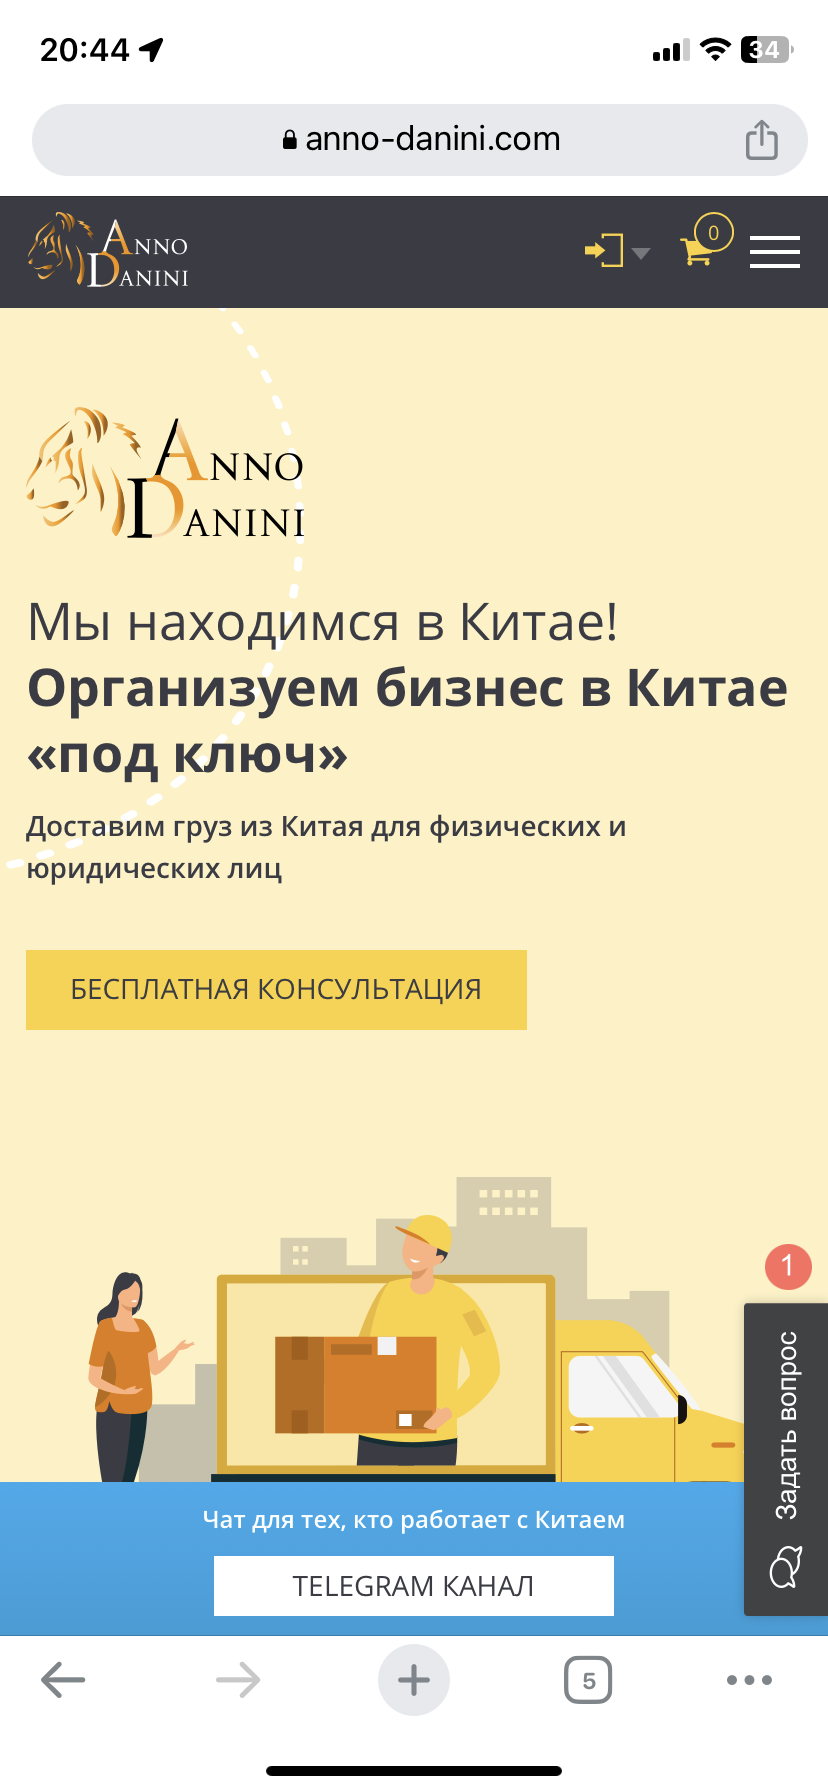 20:44
34
anno-danini.com
ANNO
DANINI
0
ANNO
DANINI
Мы находимся в Китае!
Организуем бизнес в Китае
«под ключ»
Доставим груз из Китая для физических и
юридических лиц
БЕСПЛАТНАЯ КОНСУЛЬТАЦИЯ
1
Задать вопрос
Чат для тех, кто работает с Китаем
TELEGRAM КАНАЛ
5